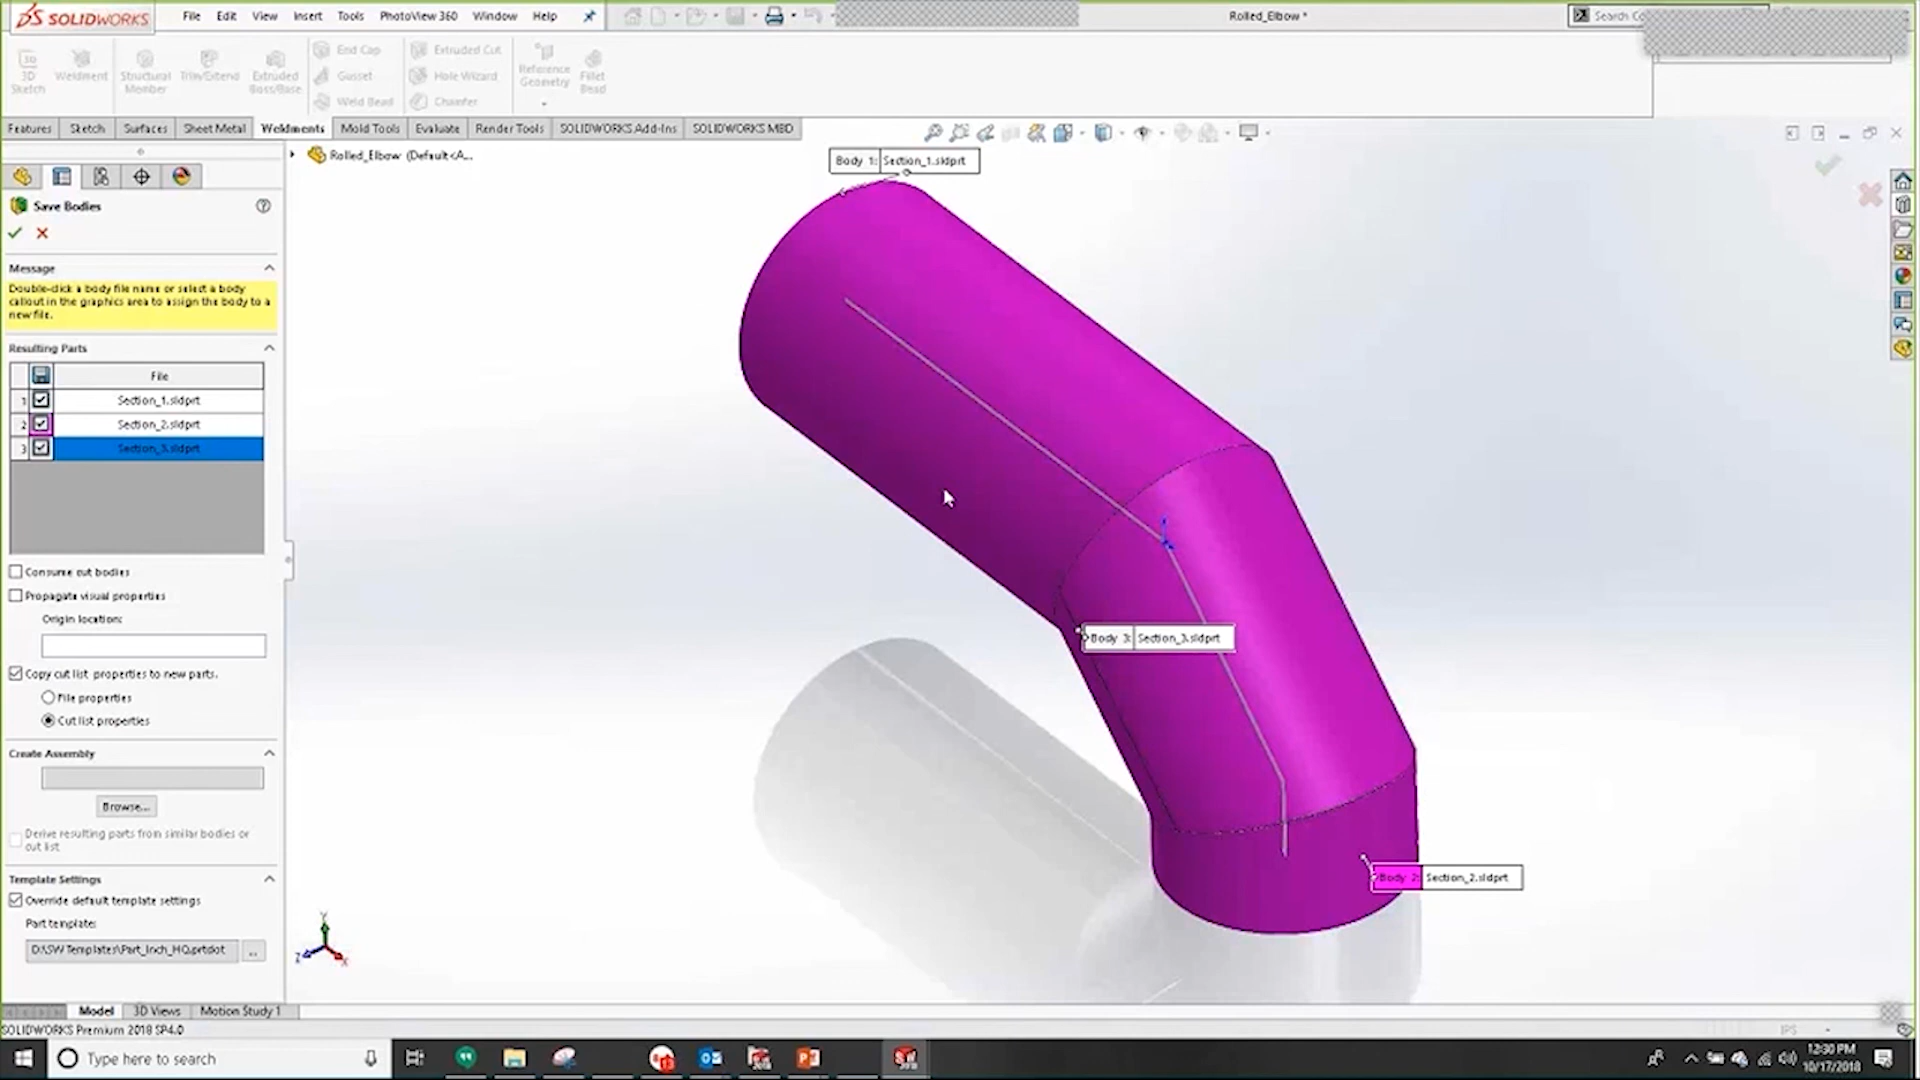 SOLIDWORKS File Edit View Insert Tools PhotoView 360 Window Help Rolled_Elbow * Search
3D Sketch
Weldment
Structural Member
Trim/Extend
Extruded Boss/Base
End Cap
Gusset
Weld Bead
Extruded Cut
Hole Wizard
Chamfer
Reference Geometry
Fillet Bead
Features Sketch Surfaces Sheet Metal Weldments Mold Tools Evaluate Render Tools SOLIDWORKS Add-Ins SOLIDWORKS MBD
Rolled_Elbow (Default<A...
Body 1: Section_1.sldprt
Save Bodies
Message
Double-click a body file name or select a body
callout in the graphics area to assign the body to a
new file.
Resulting Parts
File
1 Section_1.sldprt
2 Section_2.sldprt
3 Section_3.sldprt
Consume cut bodies
Propagate visual properties
Origin location:
Body 3: Section_3.sldprt
Copy cut list properties to new parts.
File properties
Cut list properties
Create Assembly
Browse...
Derive resulting parts from similar bodies or
cut list
Body 2: Section_2.sldprt
Template Settings
Override default template settings
Part template:
D:\SW Templates\Part_Inch_HQ.prtdot ...
Y
Z X
Model 3D Views Motion Study 1
SOLIDWORKS Premium 2018 SP4.0 IPS
Type here to search
12:30 PM
10/17/2018